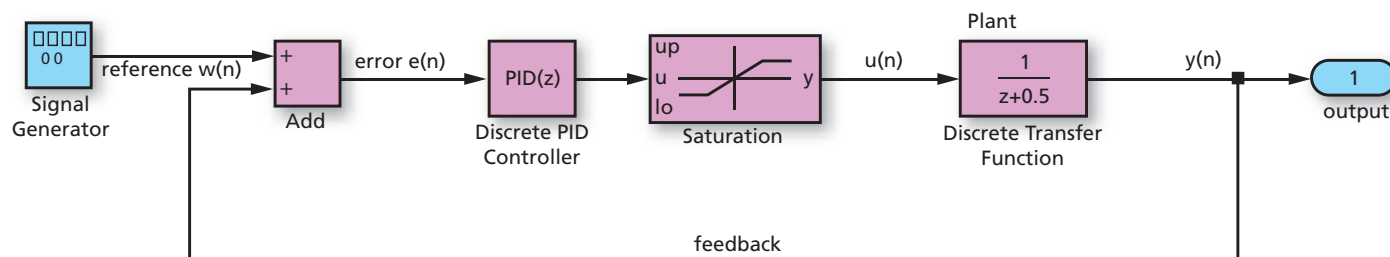 Plant
00
reference w(n)
+
+
error e(n)
PID(z)
up
u
lo
y
u(n)
1
z+0.5
y(n)
1
output
Signal
Generator
Add
Discrete PID
Controller
Saturation
Discrete Transfer
Function
feedback